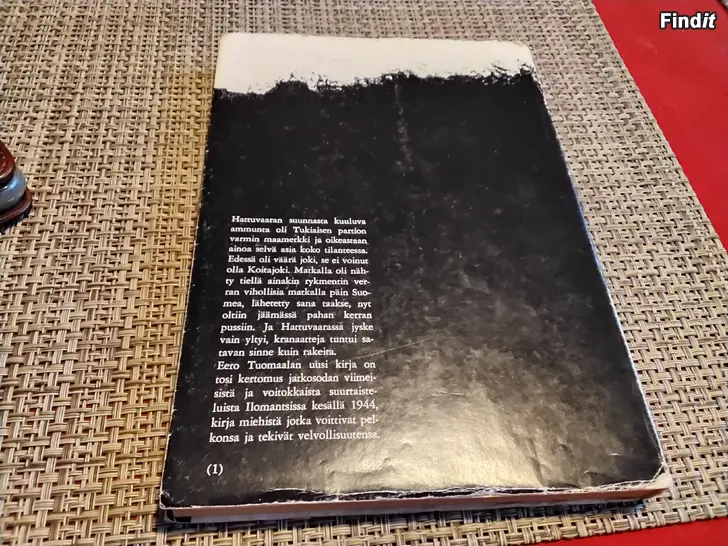 Findit
Hattuvaaran suunnasta kuuluva
ammunta oli Tukiaisen partion
varmin maamerkki ja oikeastaan
ainoa selvä asia koko tilanteessa.
Edessä oli väärä joki, se ei voinut
olla Koitajoki. Matkalla oli näh-
ty tiellä ainakin rykmentin ver-
ran vihollisia matkalla päin Suo-
mea, lähetetty sana taakse, nyt
oltiin jäämässä pahan kerran
pussiin. Ja Hattuvaarassa jyske
vain yltyi, kranaatteja tuntui sa-
tavan sinne kuin rakeita.
Eero Tuomaalan uusi kirja on
tosi kertomus jatkosodan viimei-
sistä ja voitokkaista suurtaiste-
luista Ilomantsissa kesällä 1944,
kirja miehistä jotka voittivat pel-
konsa ja tekivät velvollisuutensa.
(1)